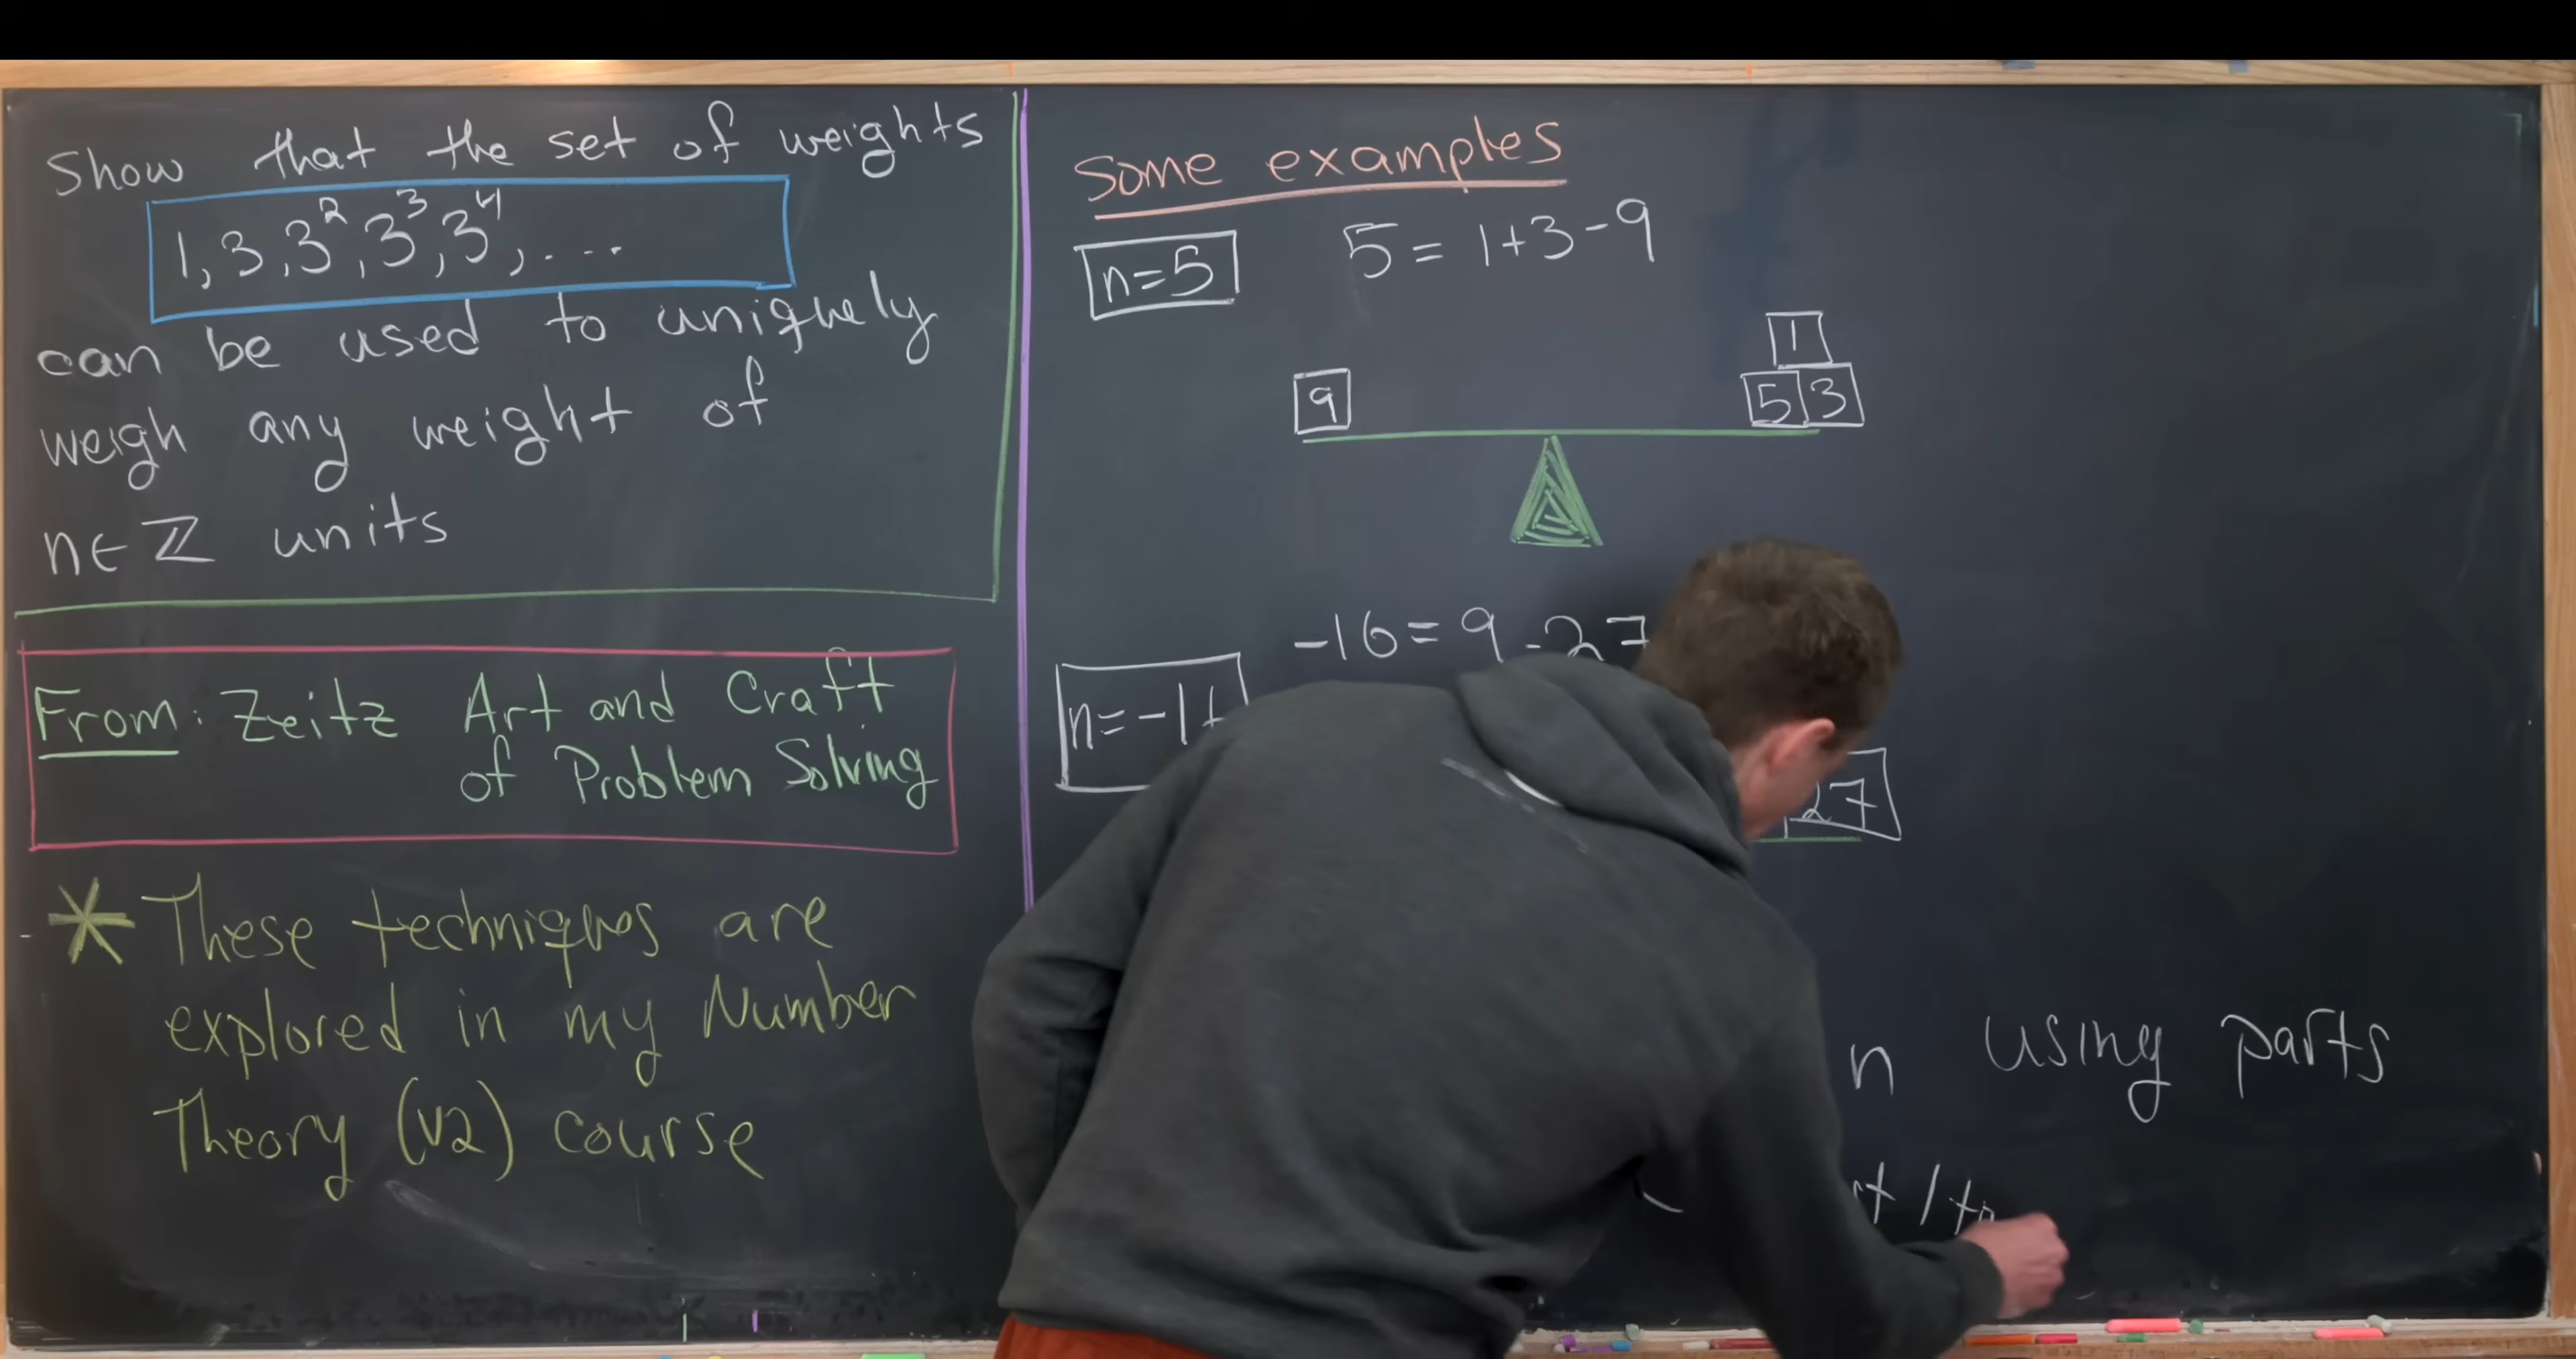 Show that the set of weights
1, 3, 3², 3³, 3⁴, ....
can be used to uniquely
weigh any weight of
n∈ℤ units
From: Zeitz Art and Craft
of Problem Solving
* These techniques are
explored in my Number
Theory (V2) course
Some examples
n=5 5 = 1+3-9
1
9 5 3
-16 = 9 - 27
n=-1
27
n using parts